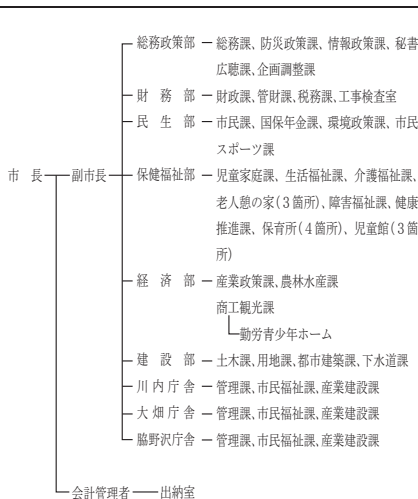 総務政策部 総務課、防災政策課、情報政策課、秘書
広聴課、企画調整課
財務部 財政課、管財課、税務課、工事検査室
民生部 市民課、国保年金課、環境政策課、市民
スポーツ課
市長 副市長 保健福祉部 児童家庭課、生活福祉課、介護福祉課、
老人憩の家(3箇所)、障害福祉課、健康
推進課、保育所(4箇所)、児童館(3箇
所)
経済部 産業政策課、農林水産課
商工観光課
勤労青少年ホーム
建設部 土木課、用地課、都市建築課、下水道課
川内庁舎 管理課、市民福祉課、産業建設課
大畑庁舎 管理課、市民福祉課、産業建設課
脇野沢庁舎 管理課、市民福祉課、産業建設課
会計管理者 出納室